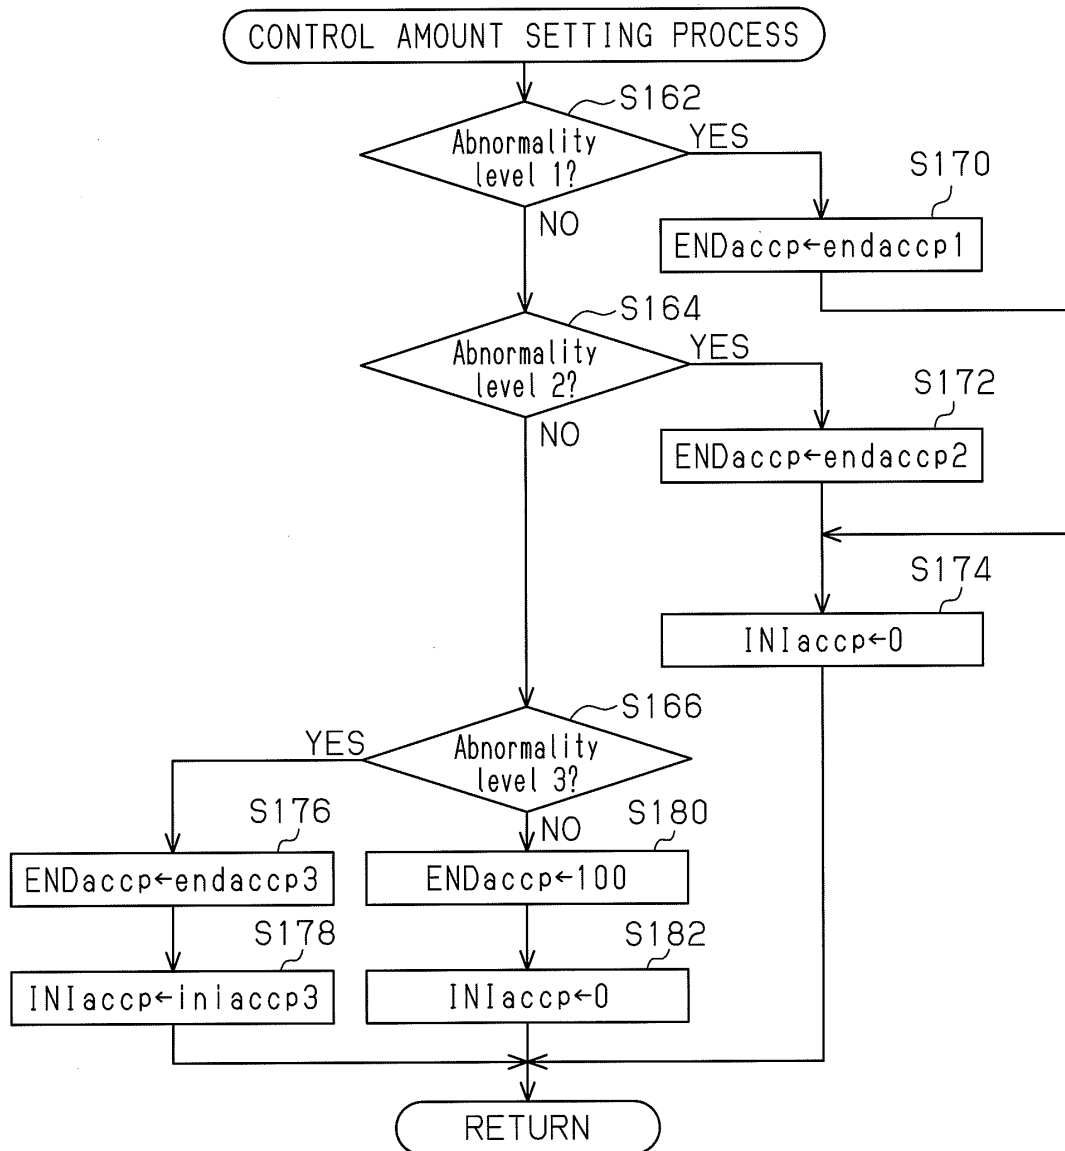 CONTROL AMOUNT SETTING PROCESS
S162
Abnormality
level 1?
YES
NO
S170
ENDaccp←endaccp1
S164
Abnormality
level 2?
YES
NO
S172
ENDaccp←endaccp2
S174
INIaccp←0
S166
Abnormality
level 3?
YES
NO
S176
ENDaccp←endaccp3
S180
ENDaccp←100
S178
INIaccp←iniaccp3
S182
INIaccp←0
RETURN